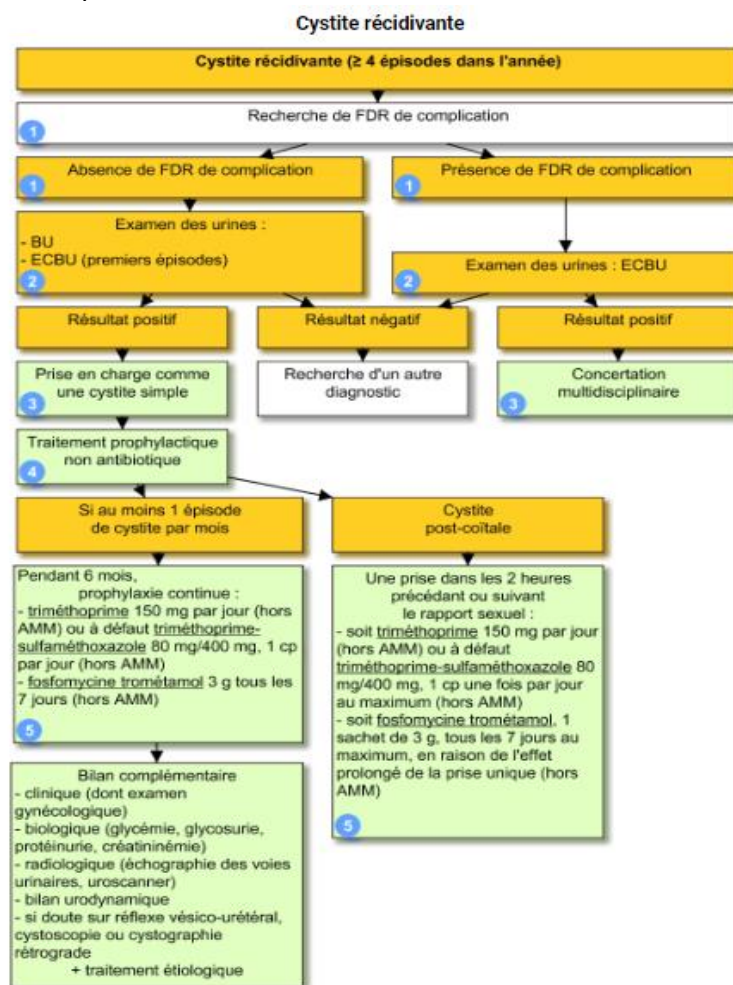 Cystite récidivante
Cystite récidivante (≥ 4 épisodes dans l'année)
Recherche de FDR de complication
1
Absence de FDR de complication
1
Présence de FDR de complication
1
Examen des urines :
- BU
- ECBU (premiers épisodes)
2
Examen des urines : ECBU
2
Résultat positif
Résultat négatif
Résultat positif
Prise en charge comme
une cystite simple
3
Recherche d'un autre
diagnostic
Concertation
multidisciplinaire
3
Traitement prophylactique
non antibiotique
4
Si au moins 1 épisode
de cystite par mois
Cystite
post-coïtale
Pendant 6 mois,
prophylaxie continue :
- triméthoprime 150 mg par jour (hors
AMM) ou à défaut triméthoprime-
sulfaméthoxazole 80 mg/400 mg, 1 cp
par jour (hors AMM)
- fosfomycine trométamol 3 g tous les
7 jours (hors AMM)
5
Une prise dans les 2 heures
précédant ou suivant
le rapport sexuel :
- soit triméthoprime 150 mg par jour
(hors AMM) ou à défaut
triméthoprime-sulfaméthoxazole 80
mg/400 mg, 1 cp une fois par jour
au maximum (hors AMM)
- soit fosfomycine trométamol, 1
sachet de 3 g, tous les 7 jours au
maximum, en raison de l'effet
prolongé de la prise unique (hors
AMM)
5
Bilan complémentaire
- clinique (dont examen
gynécologique)
- biologique (glycémie, glycosurie,
protéinurie, créatininémie)
- radiologique (échographie des voies
urinaires, uroscanner)
- bilan urodynamique
- si doute sur réflexe vésico-urétéral,
cystoscopie ou cystographie
rétrograde
+ traitement étiologique